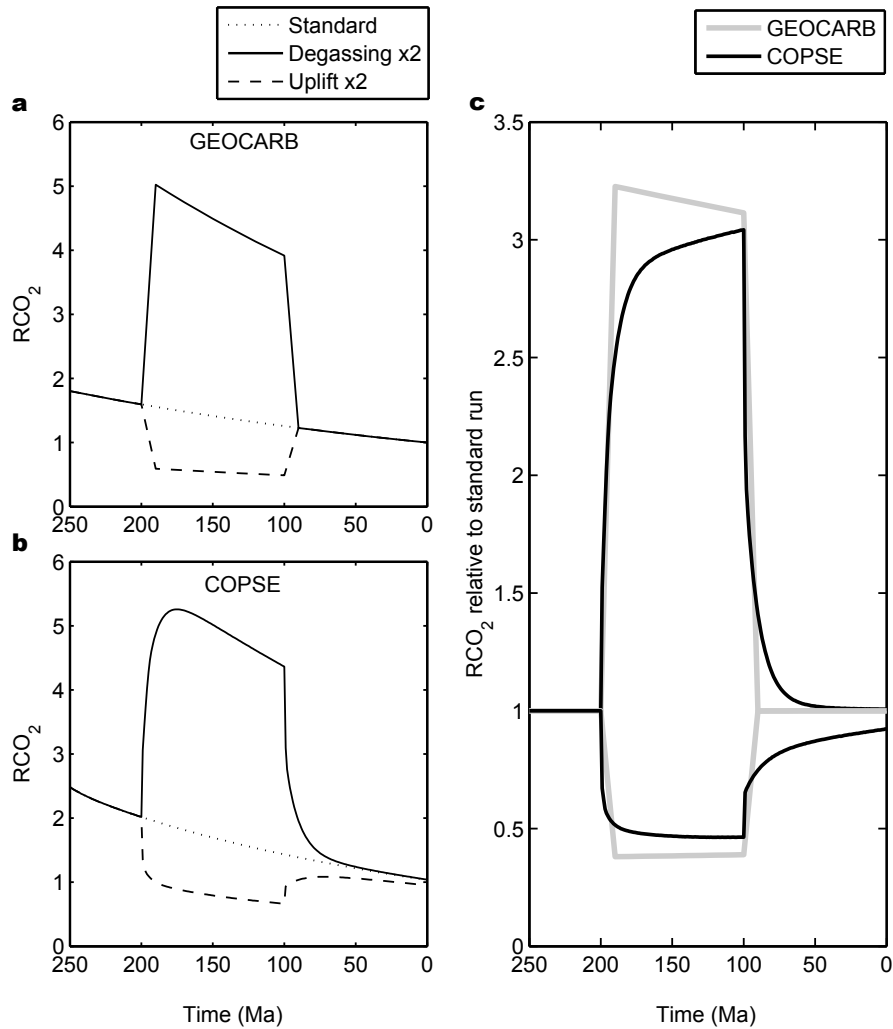 Standard
Degassing x2
Uplift x2
GEOCARB
COPSE
a
GEOCARB
6
5
4
3
2
1
0
250 200 150 100 50 0
RCO2
b
COPSE
6
5
4
3
2
1
0
250 200 150 100 50 0
RCO2
Time (Ma)
c
3.5
3
2.5
2
1.5
1
0.5
0
250 200 150 100 50 0
RCO2 relative to standard run
Time (Ma)